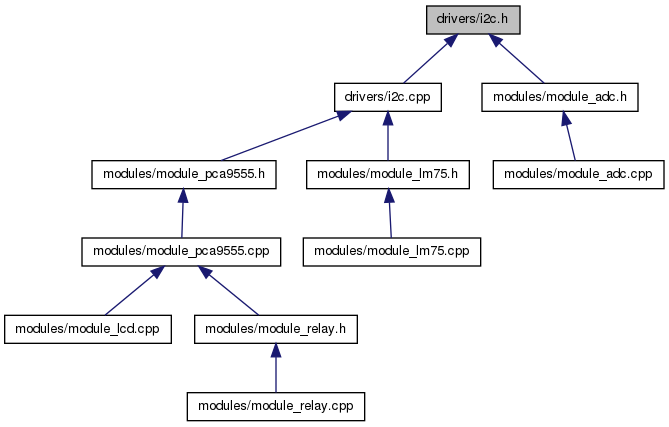 drivers/i2c.h
drivers/i2c.cpp
modules/module_adc.h
modules/module_pca9555.h
modules/module_lm75.h
modules/module_adc.cpp
modules/module_pca9555.cpp
modules/module_lm75.cpp
modules/module_lcd.cpp
modules/module_relay.h
modules/module_relay.cpp